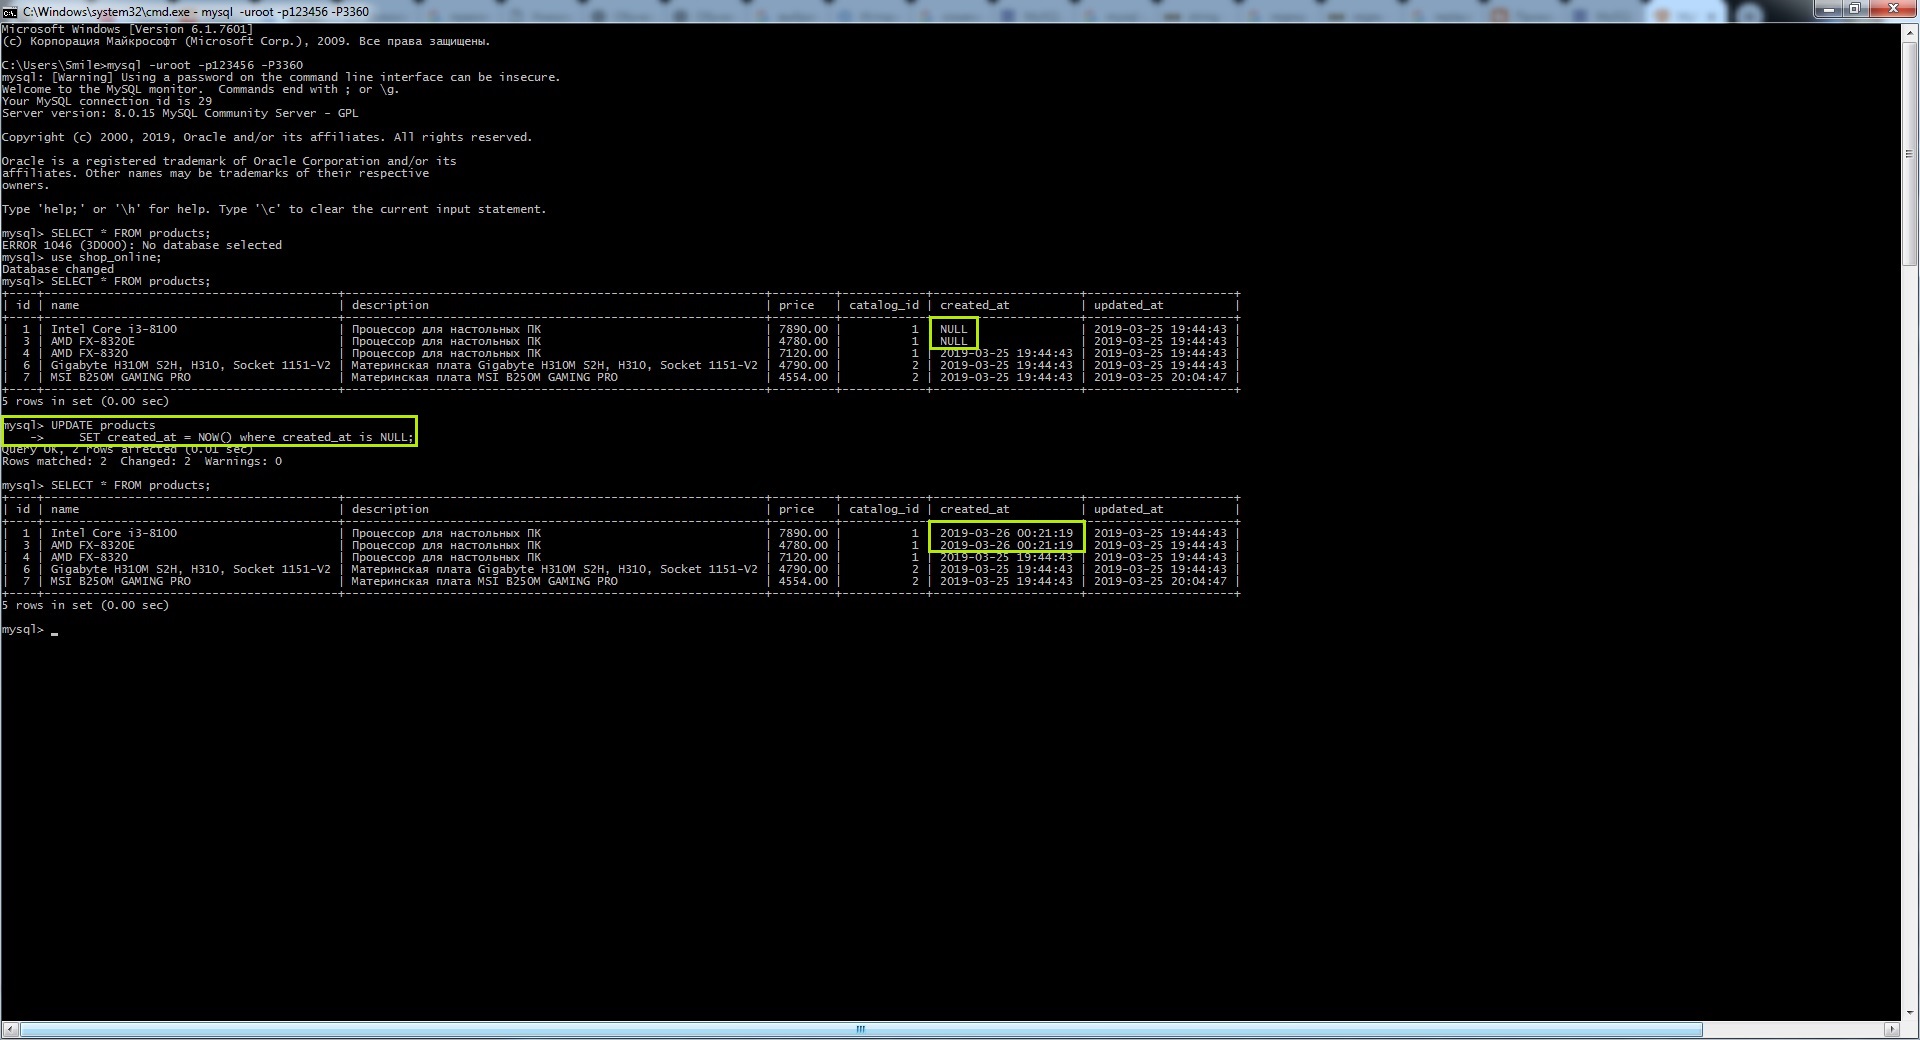 C:\Windows\system32\cmd.exe - mysql  -uroot -p123456 -P3360
Microsoft Windows [Version 6.1.7601]
(c) Корпорация Майкрософт (Microsoft Corp.), 2009. Все права защищены.
C:\Users\Smile>mysql -uroot -p123456 -P3360
mysql: [Warning] Using a password on the command line interface can be insecure.
Welcome to the MySQL monitor.  Commands end with ; or \g.
Your MySQL connection id is 29
Server version: 8.0.15 MySQL Community Server - GPL
Copyright (c) 2000, 2019, Oracle and/or its affiliates. All rights reserved.
Oracle is a registered trademark of Oracle Corporation and/or its
affiliates. Other names may be trademarks of their respective
owners.
Type 'help;' or '\h' for help. Type '\c' to clear the current input statement.
mysql> SELECT * FROM products;
ERROR 1046 (3D000): No database selected
mysql> use shop_online;
Database changed
mysql> SELECT * FROM products;
| id | name | description | price | catalog_id | created_at | updated_at |
| 1 | Intel Core i3-8100 | Процессор для настольных ПК | 7890.00 | 1 | NULL | 2019-03-25 19:44:43 |
| 3 | AMD FX-8320E | Процессор для настольных ПК | 4780.00 | 1 | NULL | 2019-03-25 19:44:43 |
| 4 | AMD FX-8320 | Процессор для настольных ПК | 7120.00 | 1 | 2019-03-25 19:44:43 | 2019-03-25 19:44:43 |
| 6 | Gigabyte H310M S2H, H310, Socket 1151-V2 | Материнская плата Gigabyte H310M S2H, H310, Socket 1151-V2 | 4790.00 | 2 | 2019-03-25 19:44:43 | 2019-03-25 19:44:43 |
| 7 | MSI B250M GAMING PRO | Материнская плата MSI B250M GAMING PRO | 4554.00 | 2 | 2019-03-25 19:44:43 | 2019-03-25 20:04:47 |
5 rows in set (0.00 sec)
mysql> UPDATE products
    ->     SET created_at = NOW() where created_at is NULL;
Query OK, 2 rows affected (0.01 sec)
Rows matched: 2  Changed: 2  Warnings: 0
mysql> SELECT * FROM products;
| id | name | description | price | catalog_id | created_at | updated_at |
| 1 | Intel Core i3-8100 | Процессор для настольных ПК | 7890.00 | 1 | 2019-03-26 00:21:19 | 2019-03-25 19:44:43 |
| 3 | AMD FX-8320E | Процессор для настольных ПК | 4780.00 | 1 | 2019-03-26 00:21:19 | 2019-03-25 19:44:43 |
| 4 | AMD FX-8320 | Процессор для настольных ПК | 7120.00 | 1 | 2019-03-25 19:44:43 | 2019-03-25 19:44:43 |
| 6 | Gigabyte H310M S2H, H310, Socket 1151-V2 | Материнская плата Gigabyte H310M S2H, H310, Socket 1151-V2 | 4790.00 | 2 | 2019-03-25 19:44:43 | 2019-03-25 19:44:43 |
| 7 | MSI B250M GAMING PRO | Материнская плата MSI B250M GAMING PRO | 4554.00 | 2 | 2019-03-25 19:44:43 | 2019-03-25 20:04:47 |
5 rows in set (0.00 sec)
mysql> _